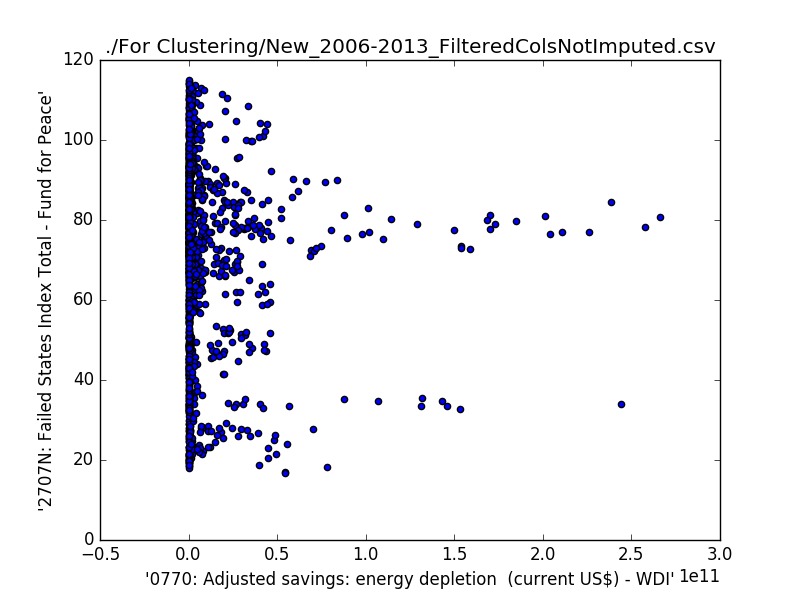 ./For Clustering/New_2006-2013_FilteredColsNotImputed.csv
120
100
80
60
40
20
0
'2707N: Failed States Index Total - Fund for Peace'
−0.5 0.0 0.5 1.0 1.5 2.0 2.5 3.0
'0770: Adjusted savings: energy depletion  (current US$) - WDI' 1e11